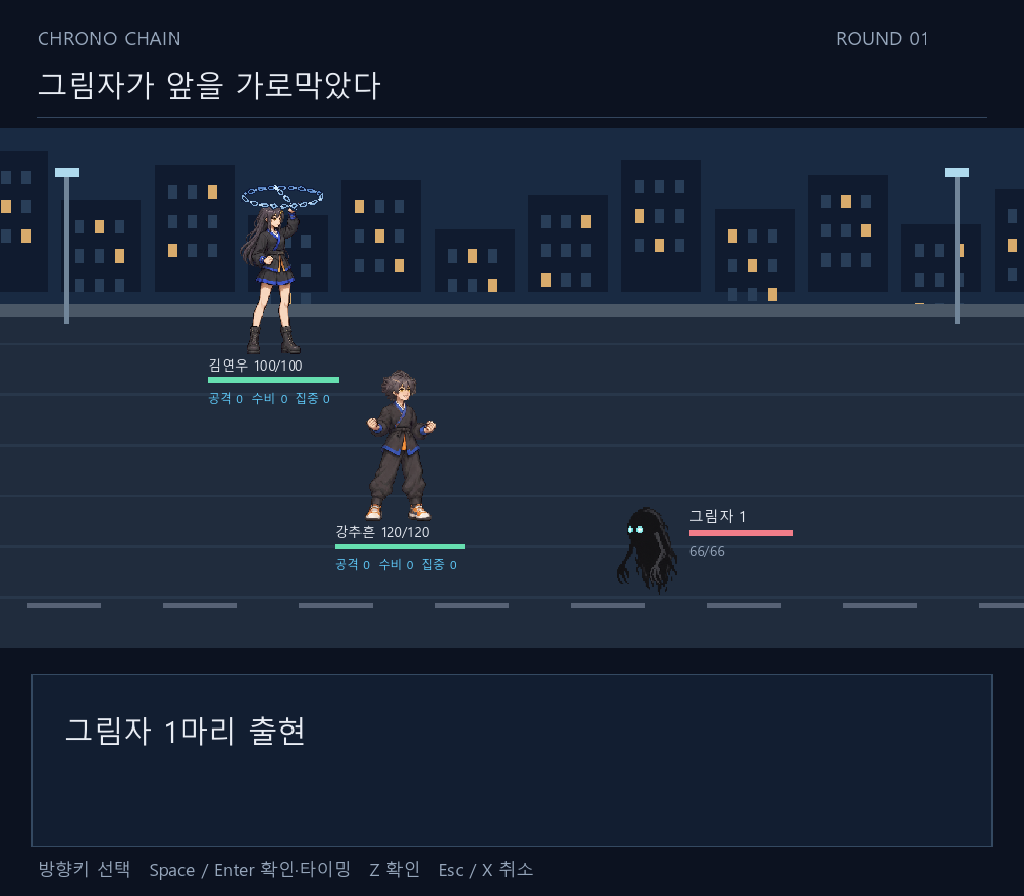 CHRONO CHAIN
ROUND 01
그림자가 앞을 가로막았다
김연우 100/100
공격 0 수비 0 집중 0
강추흔 120/120
공격 0 수비 0 집중 0
그림자 1
66/66
그림자 1마리 출현
방향키 선택 Space / Enter 확인·타이밍 Z 확인 Esc / X 취소